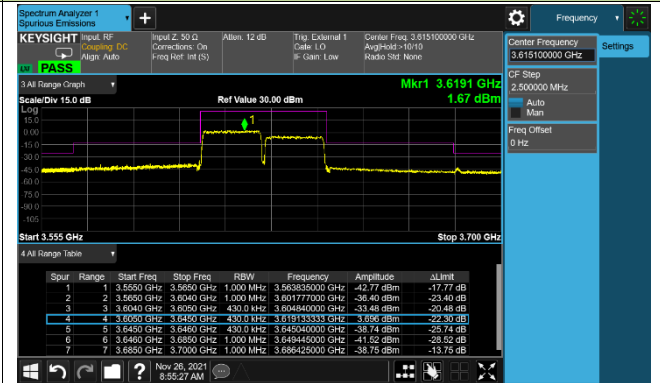 Spectrum Analyzer 1
Spurious Emissions
Frequency
KEYSIGHT Input: RF
Coupling: DC
Align: Auto
Input Z: 50 Ω
Corrections: On
Freq Ref: Int (S)
Atten: 12 dB
Trig: External 1
Gate: LO
IF Gain: Low
Center Freq: 3.615100000 GHz
Avg|Hold:>10/10
Radio Std: None
PASS
Center Frequency
3.615100000 GHz
Settings
CF Step
2.500000 MHz
Auto
Man
Freq Offset
0 Hz
3 All Range Graph
Mkr1 3.6191 GHz
Scale/Div 15.0 dB
Ref Value 30.00 dBm
1.67 dBm
Log
15.0
0.00
-15.0
-30.0
-45.0
-60.0
-75.0
-90.0
-105
1
Start 3.555 GHz
Stop 3.700 GHz
4 All Range Table
Spur Range Start Freq Stop Freq RBW Frequency Amplitude ΔLimit
1 1 3.5550 GHz 3.5650 GHz 1.000 MHz 3.563835000 GHz -42.77 dBm -17.77 dB
2 2 3.5650 GHz 3.6040 GHz 1.000 MHz 3.601777000 GHz -36.40 dBm -23.40 dB
3 3 3.6040 GHz 3.6050 GHz 430.0 kHz 3.604840000 GHz -33.48 dBm -20.48 dB
4 4 3.6050 GHz 3.6450 GHz 430.0 kHz 3.619133333 GHz 3.696 dBm -22.30 dB
5 5 3.6450 GHz 3.6460 GHz 430.0 kHz 3.645040000 GHz -38.74 dBm -25.74 dB
6 6 3.6460 GHz 3.6850 GHz 1.000 MHz 3.649445000 GHz -41.52 dBm -28.52 dB
7 7 3.6850 GHz 3.7000 GHz 1.000 MHz 3.686425000 GHz -38.75 dBm -13.75 dB
Nov 26, 2021
8:55:27 AM